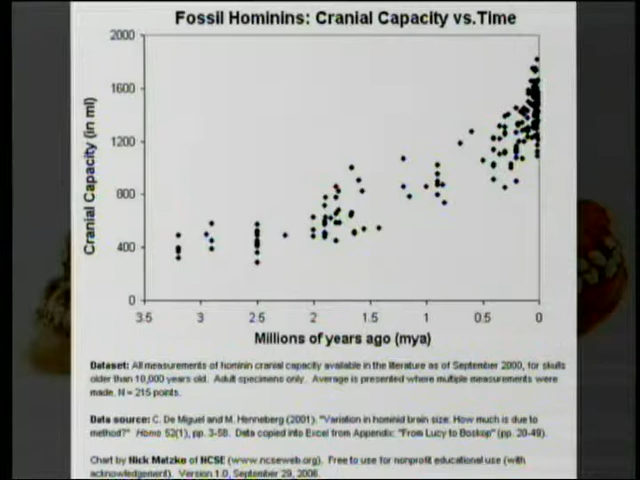 Fossil Hominins: Cranial Capacity vs.Time
2000
1600
1200
800
400
0
Cranial Capacity (in ml)
3.5 3 2.5 2 1.5 1 0.5 0
Millions of years ago (mya)
Dataset: All measurements of hominin cranial capacity available in the literature as of September 2000, for skulls
older than 10,000 years old. Adult specimens only. Average is presented where multiple measurements were
made. N = 215 points.
Data source: C. De Miguel and M. Henneberg (2001). "Variation in hominid brain size: How much is due to
method?" Homo 52(1), pp. 3-58. Data copied into Excel from Appendix: "From Lucy to Boskop" (pp. 20-49).
Chart by Nick Matzke of NCSE (www.ncseweb.org). Free to use for nonprofit educational use (with
acknowledgement). Version 1.0, September 29, 2006.